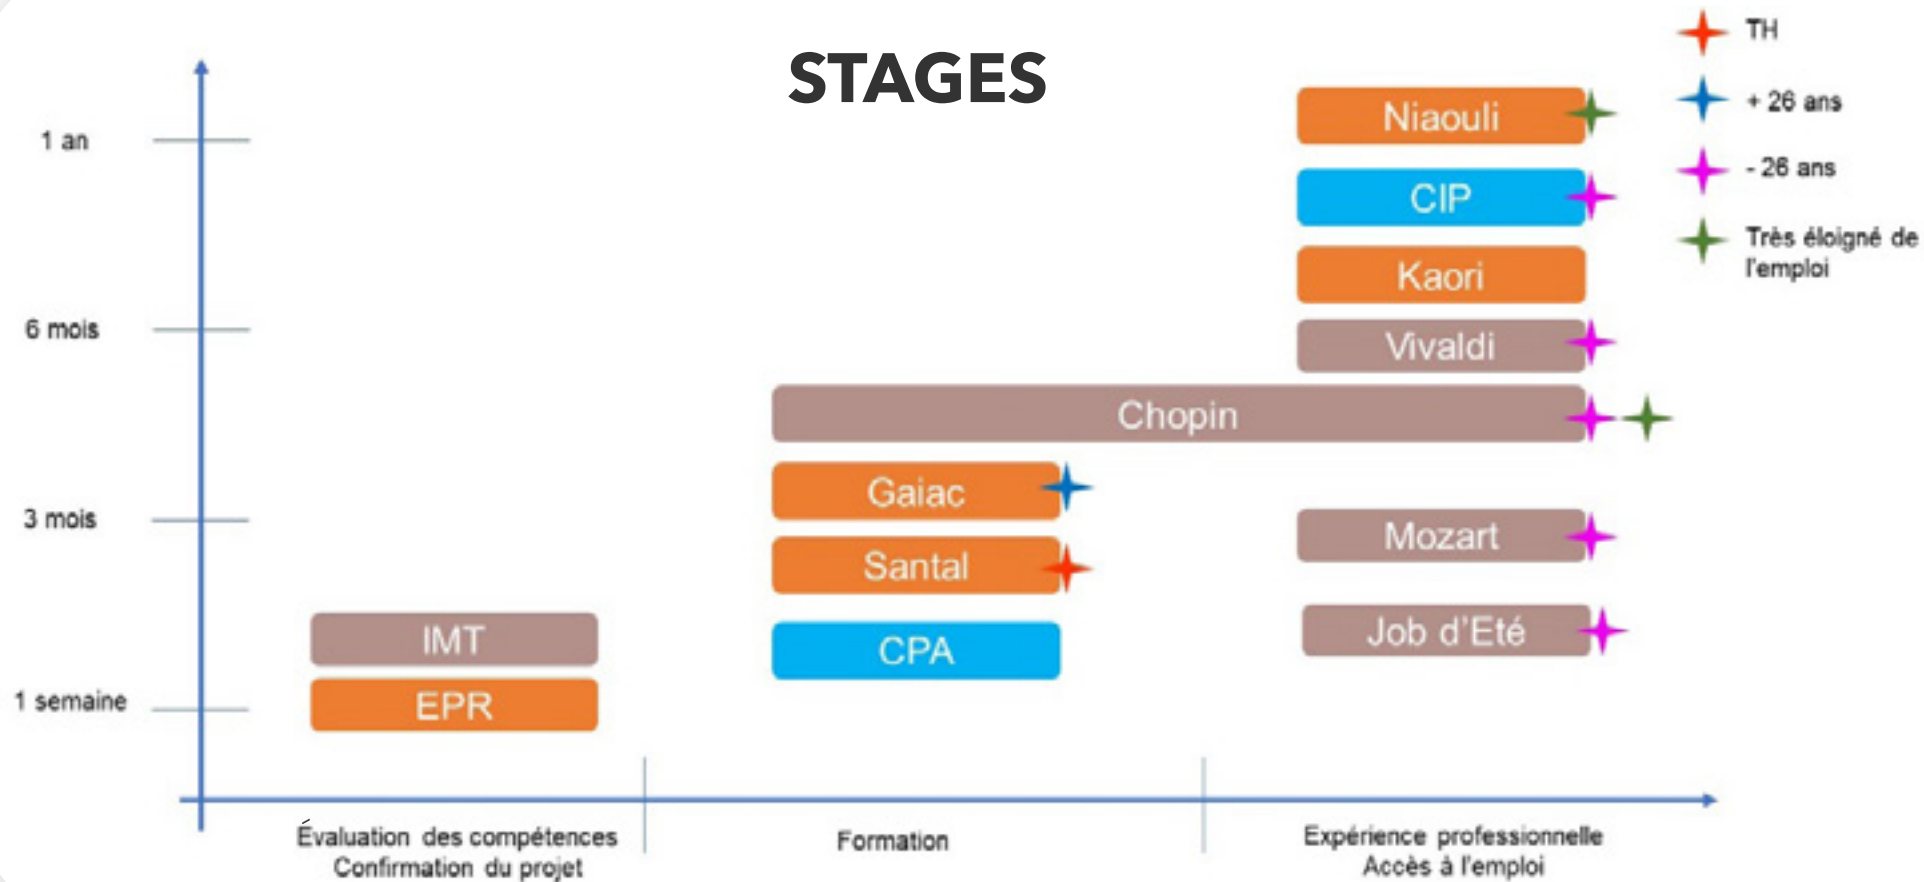 STAGES
TH
+ 26 ans
- 26 ans
Très éloigné de
l'emploi
1 an
6 mois
3 mois
1 semaine
Niaouli
CIP
Kaori
Vivaldi
Chopin
Gaiac
Santal
CPA
Mozart
Job d'Eté
IMT
EPR
Évaluation des compétences
Confirmation du projet
Formation
Expérience professionnelle
Accès à l'emploi